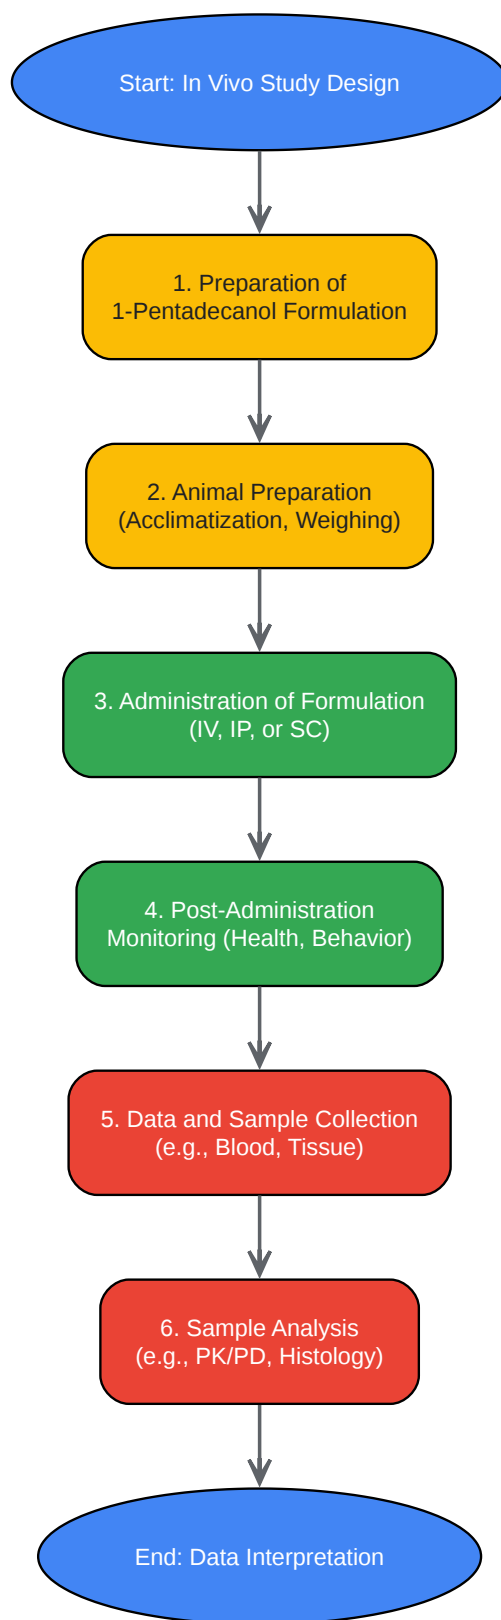 Start: In Vivo Study Design
1. Preparation of
1-Pentadecanol Formulation
2. Animal Preparation
(Acclimatization, Weighing)
3. Administration of Formulation
(IV, IP, or SC)
4. Post-Administration
Monitoring (Health, Behavior)
5. Data and Sample Collection
(e.g., Blood, Tissue)
6. Sample Analysis
(e.g., PK/PD, Histology)
End: Data Interpretation